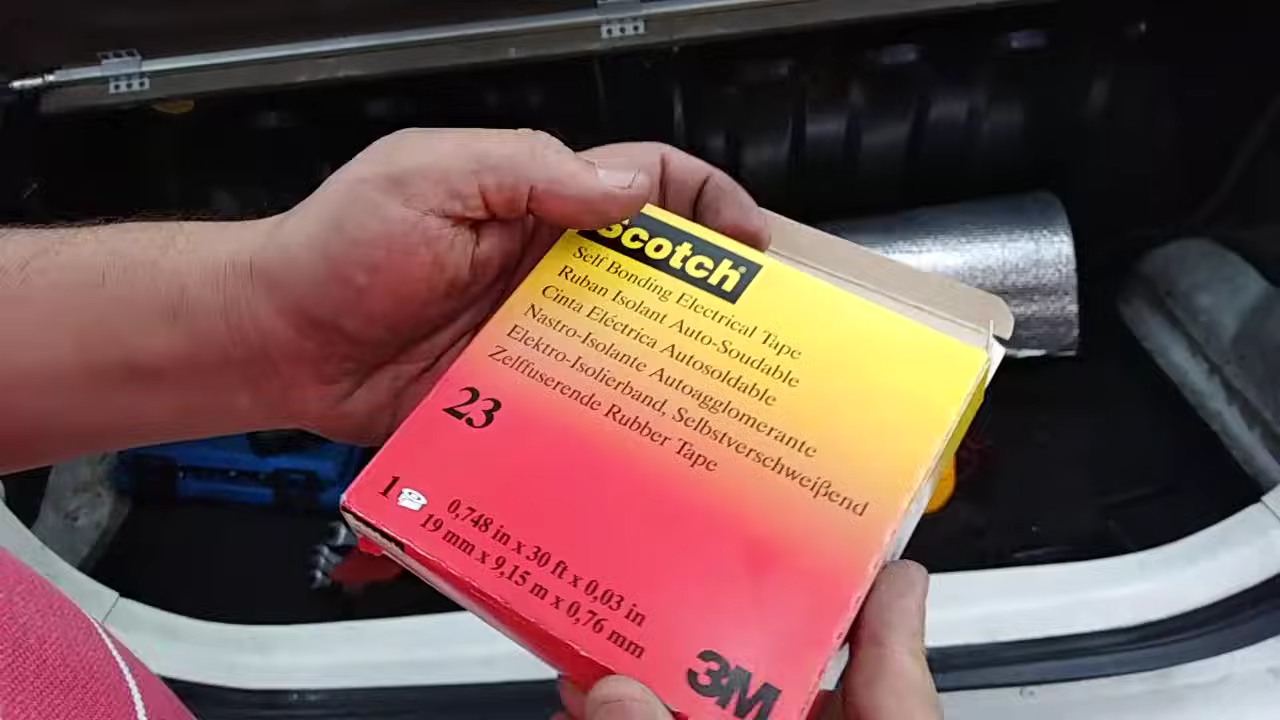 Scotch
Self Bonding Electrical Tape
Ruban Isolant Auto-Soudable
Cinta Eléctrica Autosoldable
Nastro-Isolante Autoagglomerante
Elektro-Isolierband, Selbstverschweißend
Zelffuserende Rubber Tape
23
1
0,748 in x 30 ft x 0,03 in
19 mm x 9,15 m x 0,76 mm
3M